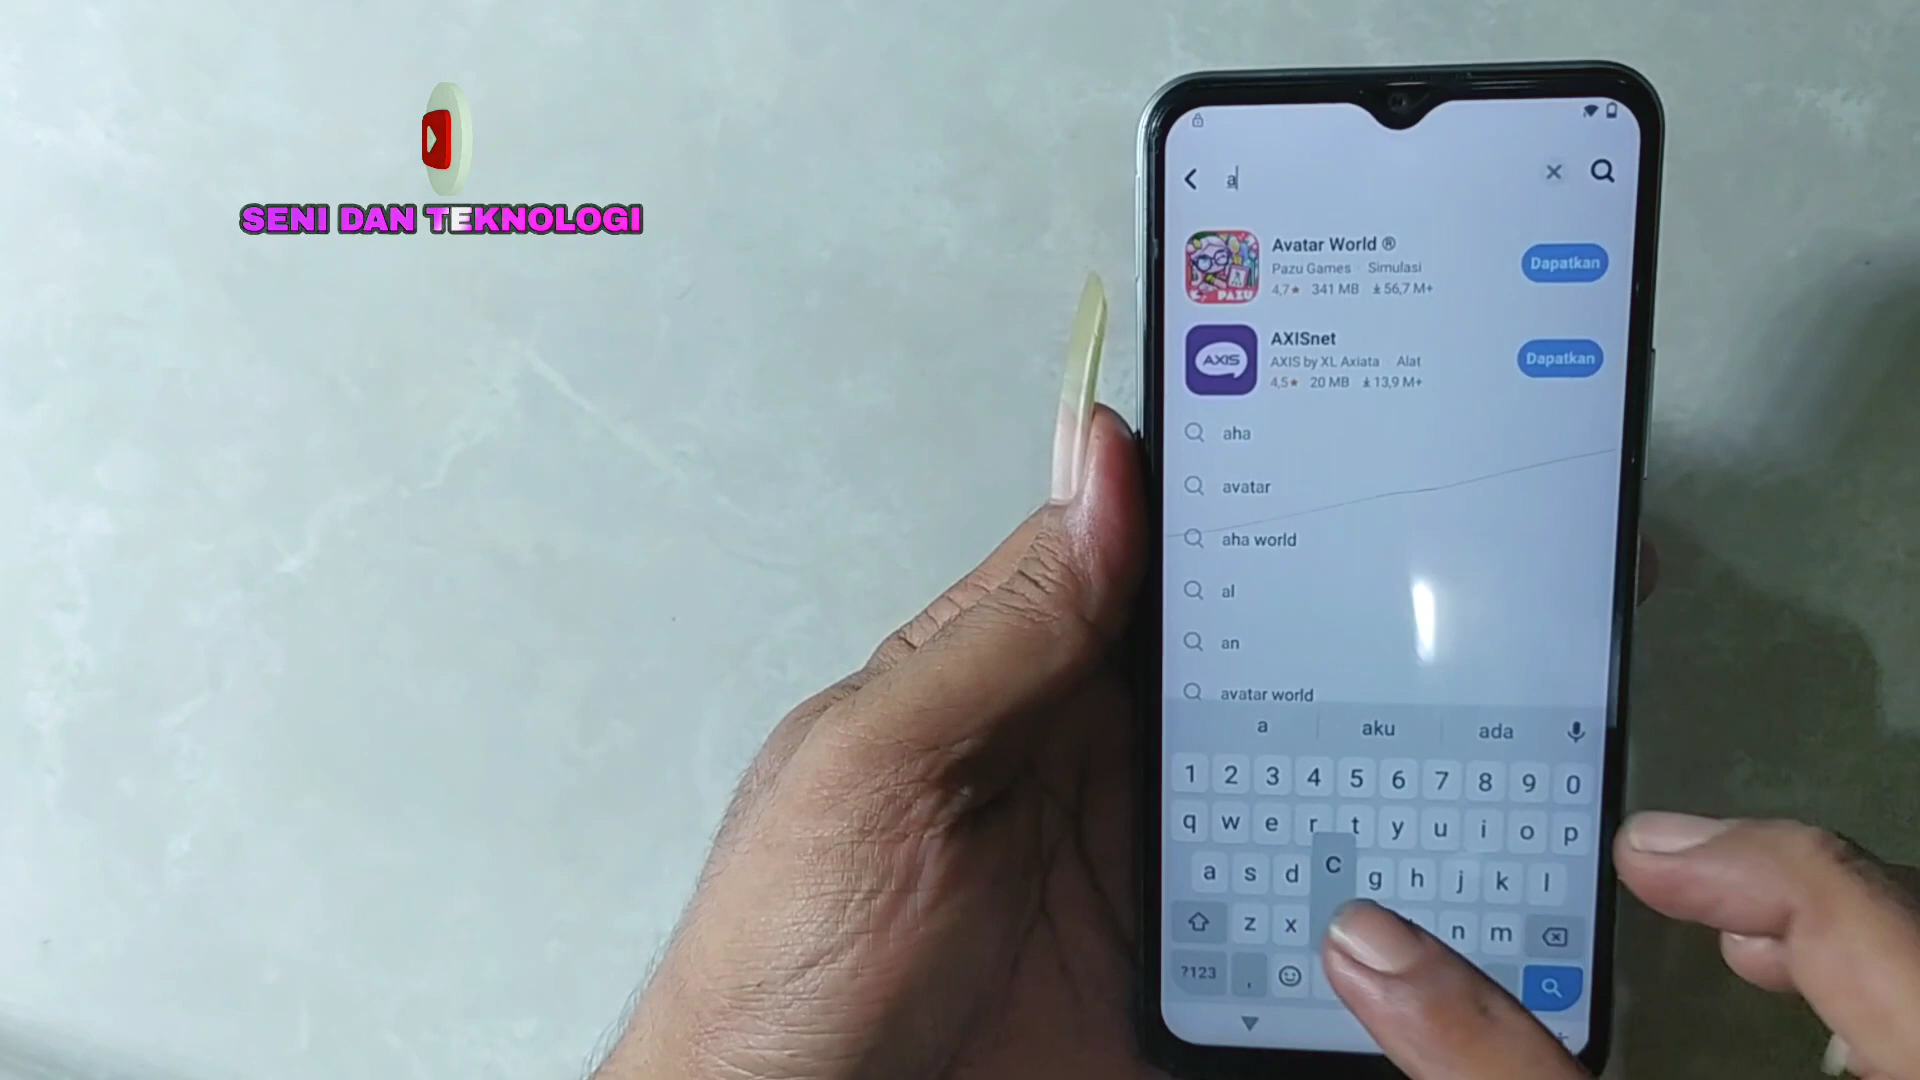 SENI DAN TEKNOLOGI
a
Avatar World ®
Pazu Games · Simulasi
4,7★ 341 MB 56,7 M+
Dapatkan
PAZU
AXISnet
AXIS by XL Axiata · Alat
4,5★ 20 MB 13,9 M+
Dapatkan
AXIS
aha
avatar
aha world
al
an
avatar world
a aku ada
1 2 3 4 5 6 7 8 9 0
q w e r t y u i o p
a s d c g h j k l
z x n m
?123 ,